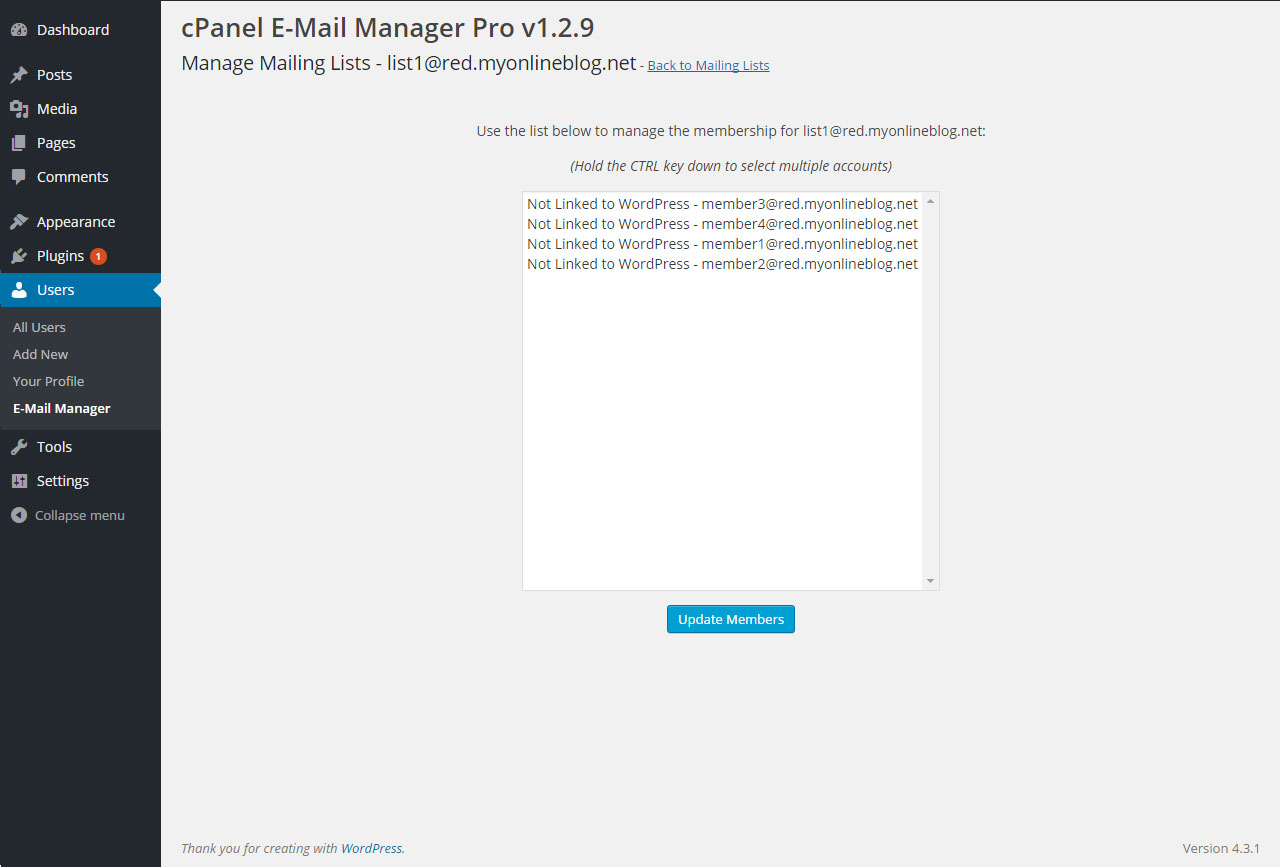 Dashboard
Posts
Media
Pages
Comments
Appearance
Plugins 1
Users
All Users
Add New
Your Profile
E-Mail Manager
Tools
Settings
Collapse menu
cPanel E-Mail Manager Pro v1.2.9
Manage Mailing Lists - list1@red.myonlineblog.net - Back to Mailing Lists
Use the list below to manage the membership for list1@red.myonlineblog.net:
(Hold the CTRL key down to select multiple accounts)
Not Linked to WordPress - member3@red.myonlineblog.net
Not Linked to WordPress - member4@red.myonlineblog.net
Not Linked to WordPress - member1@red.myonlineblog.net
Not Linked to WordPress - member2@red.myonlineblog.net
Update Members
Thank you for creating with WordPress.
Version 4.3.1